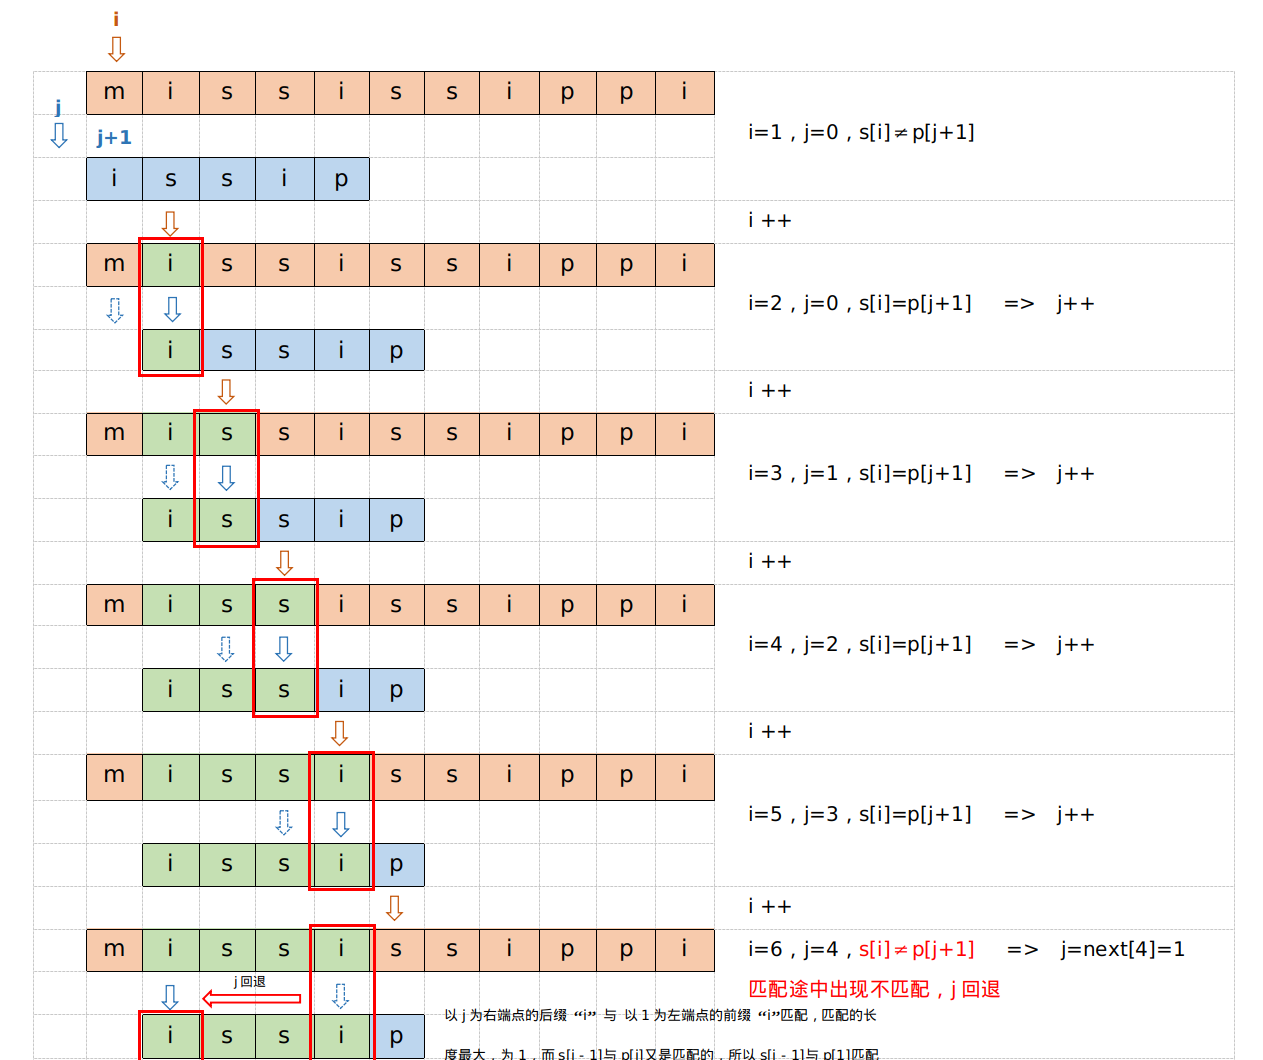 i
m i s s i s s i p p i
j
j+1
i=1 , j=0 , s[i]≠p[j+1]
i s s i p
i ++
m i s s i s s i p p i
i=2 , j=0 , s[i]=p[j+1] => j++
i s s i p
i ++
m i s s i s s i p p i
i=3 , j=1 , s[i]=p[j+1] => j++
i s s i p
i ++
m i s s i s s i p p i
i=4 , j=2 , s[i]=p[j+1] => j++
i s s i p
i ++
m i s s i s s i p p i
i=5 , j=3 , s[i]=p[j+1] => j++
i s s i p
i ++
m i s s i s s i p p i
i=6 , j=4 , s[i]≠p[j+1] => j=next[4]=1
j 回退
匹配途中出现不匹配 , j 回退
以 j 为右端点的后缀 “i” 与 以 1 为左端点的前缀 “i”匹配 , 匹配的长
i s s i p
度最大 , 为 1 , 而 s[i - 1]与 p[j]又是匹配的 , 所以 s[i - 1]与 p[1]匹配